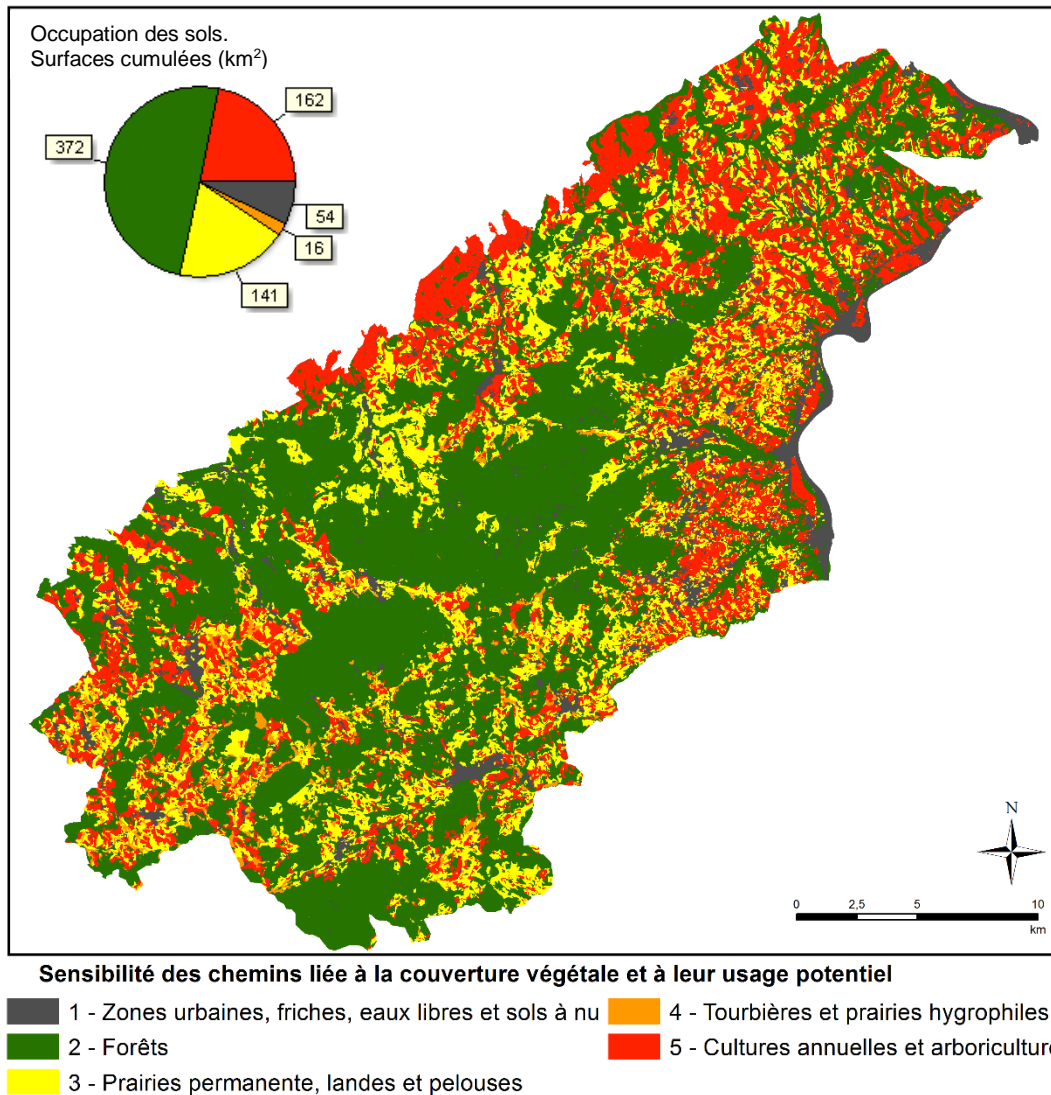 Occupation des sols.
Surfaces cumulées (km²)
162
372
54
16
141
N
0 2,5 5 10
km
Sensibilité des chemins liée à la couverture végétale et à leur usage potentiel
1 - Zones urbaines, friches, eaux libres et sols à nu
4 - Tourbières et prairies hygrophiles
2 - Forêts
5 - Cultures annuelles et arboriculture
3 - Prairies permanente, landes et pelouses